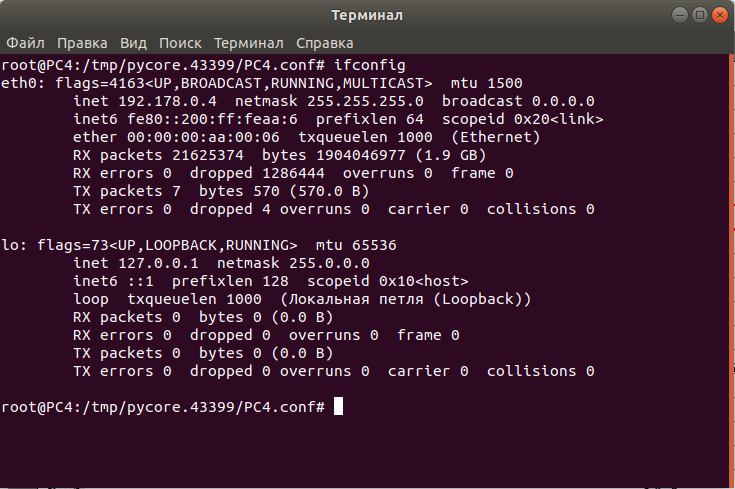 Терминал
Файл Правка Вид Поиск Терминал Справка
root@PC4:/tmp/pycore.43399/PC4.conf# ifconfig
eth0: flags=4163<UP,BROADCAST,RUNNING,MULTICAST>  mtu 1500
        inet 192.178.0.4  netmask 255.255.255.0  broadcast 0.0.0.0
        inet6 fe80::200:ff:feaa:6  prefixlen 64  scopeid 0x20<link>
        ether 00:00:00:aa:00:06  txqueuelen 1000  (Ethernet)
        RX packets 21625374  bytes 1904046977 (1.9 GB)
        RX errors 0  dropped 1286444  overruns 0  frame 0
        TX packets 7  bytes 570 (570.0 B)
        TX errors 0  dropped 4 overruns 0  carrier 0  collisions 0
lo: flags=73<UP,LOOPBACK,RUNNING>  mtu 65536
        inet 127.0.0.1  netmask 255.0.0.0
        inet6 ::1  prefixlen 128  scopeid 0x10<host>
        loop  txqueuelen 1000  (Локальная петля (Loopback))
        RX packets 0  bytes 0 (0.0 B)
        RX errors 0  dropped 0  overruns 0  frame 0
        TX packets 0  bytes 0 (0.0 B)
        TX errors 0  dropped 0 overruns 0  carrier 0  collisions 0
root@PC4:/tmp/pycore.43399/PC4.conf#